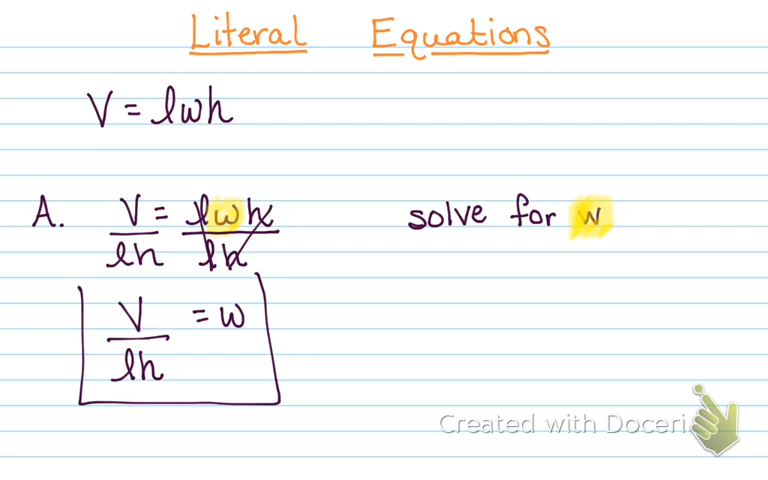 Literal Equations
V = lwh
A. V/lh = lwh/lh solve for w
V/lh = w
Created with Doceri